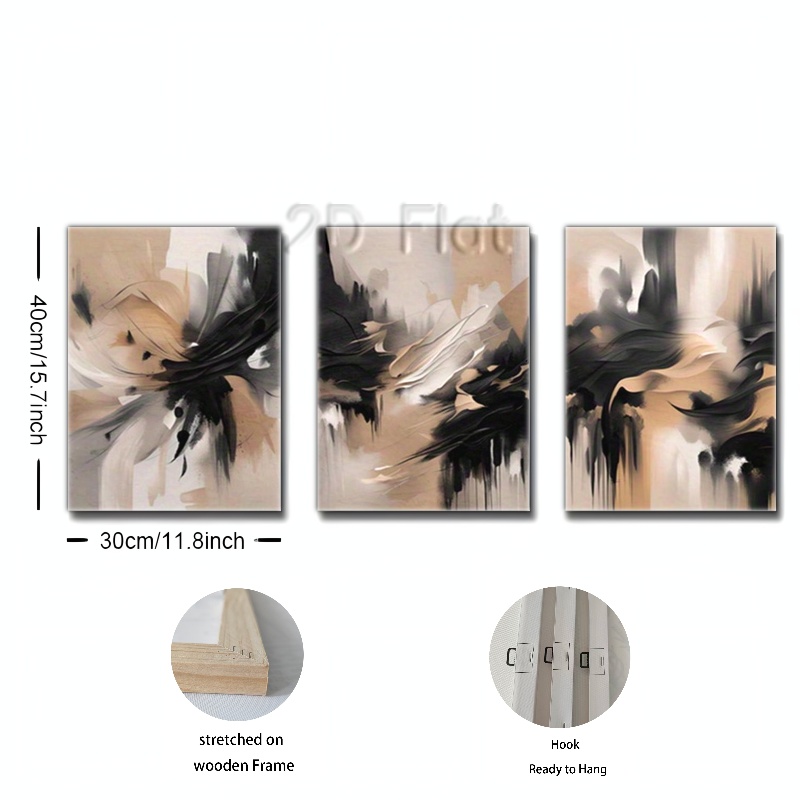 2D Flat
40cm/15.7inch
30cm/11.8inch
stretched on
wooden Frame
Hook
Ready to Hang